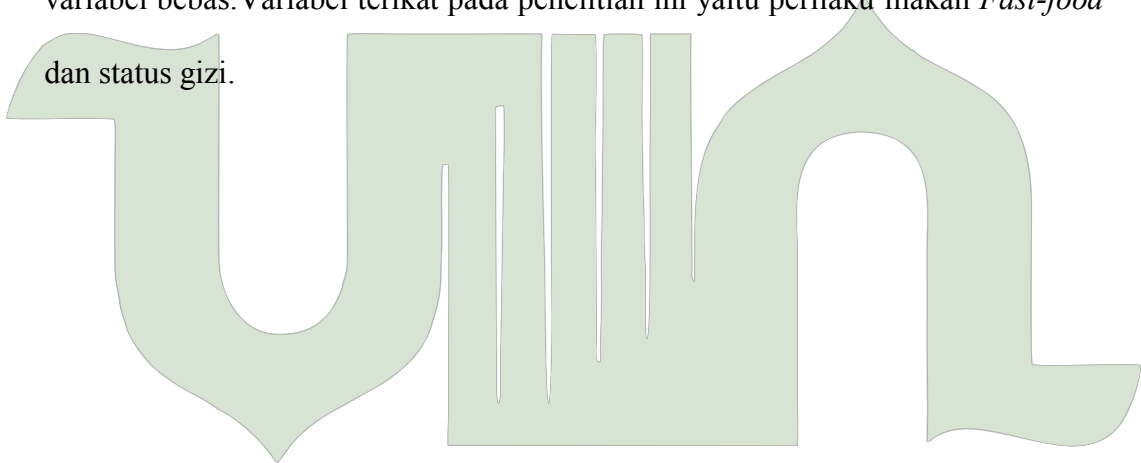 variabel bebas.Variabel terikat pada penelitian ini yaitu perilaku makan Fast-food
dan status gizi.